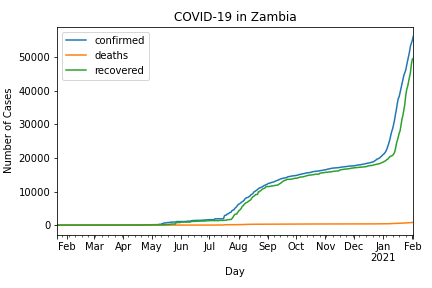 COVID-19 in Zambia
confirmed
deaths
recovered
Number of Cases
50000
40000
30000
20000
10000
0
Feb Mar Apr May Jun Jul Aug Sep Oct Nov Dec Jan Feb
2021
Day